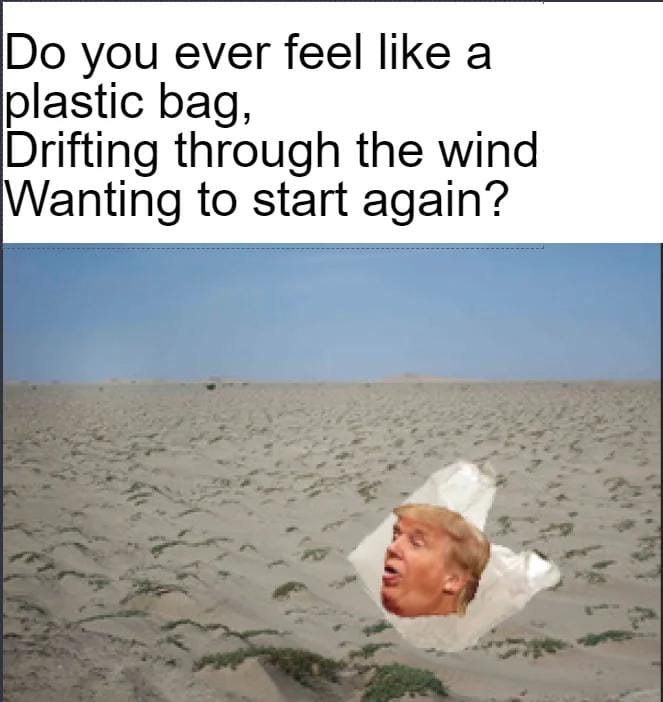 Do you ever feel like a
plastic bag,
Drifting through the wind
Wanting to start again?